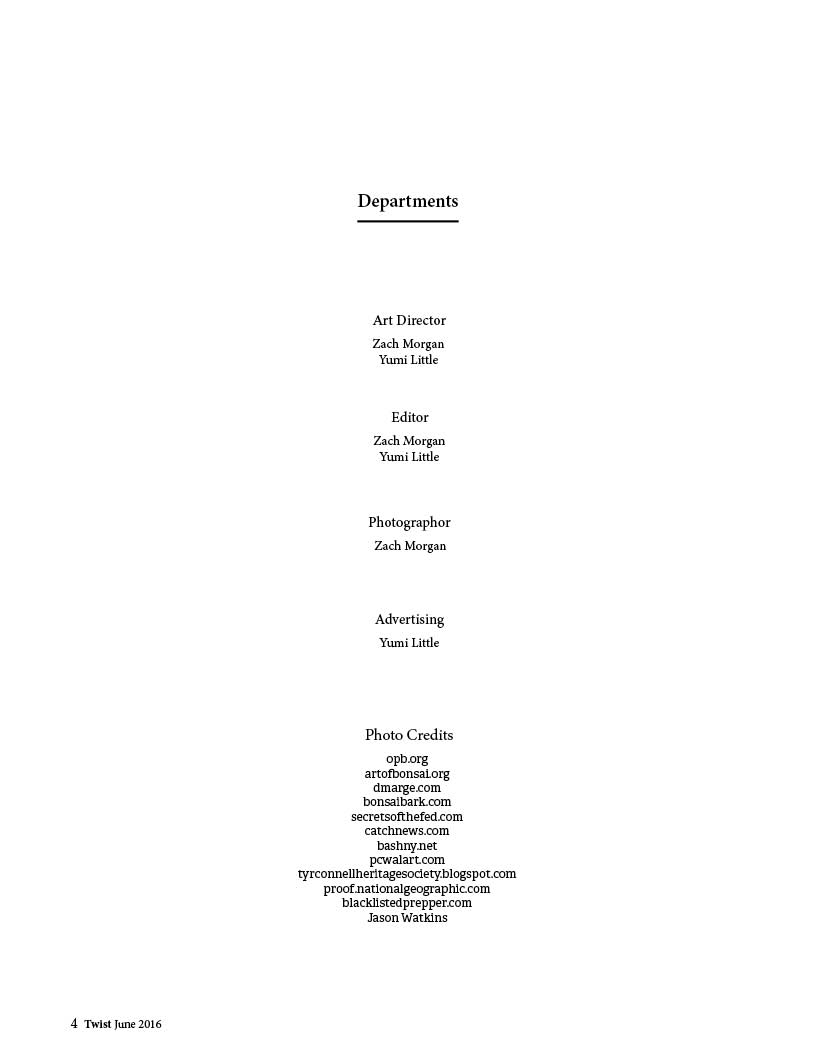 Departments
Art Director
Zach Morgan
Yumi Little
Editor
Zach Morgan
Yumi Little
Photographor
Zach Morgan
Advertising
Yumi Little
Photo Credits
opb.org
artofbonsai.org
dmarge.com
bonsaibark.com
secretsofthefed.com
catchnews.com
bashny.net
pcwalart.com
tyrconnellheritagesociety.blogspot.com
proof.nationalgeographic.com
blacklistedprepper.com
Jason Watkins
4 Twist June 2016